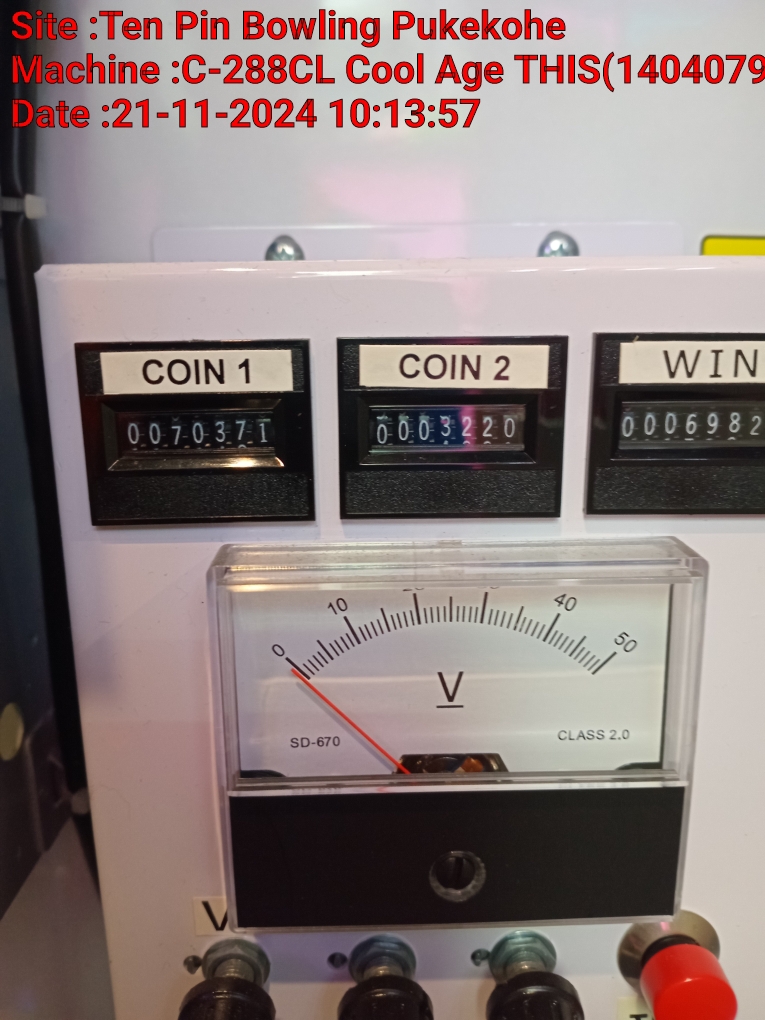 Site :Ten Pin Bowling Pukekohe
Machine :C-288CL Cool Age THIS(1404079
Date :21-11-2024 10:13:57
COIN 1
COIN 2
WIN
0070371
0003220
0006982
0 10 40 50
V
SD-670
CLASS 2.0